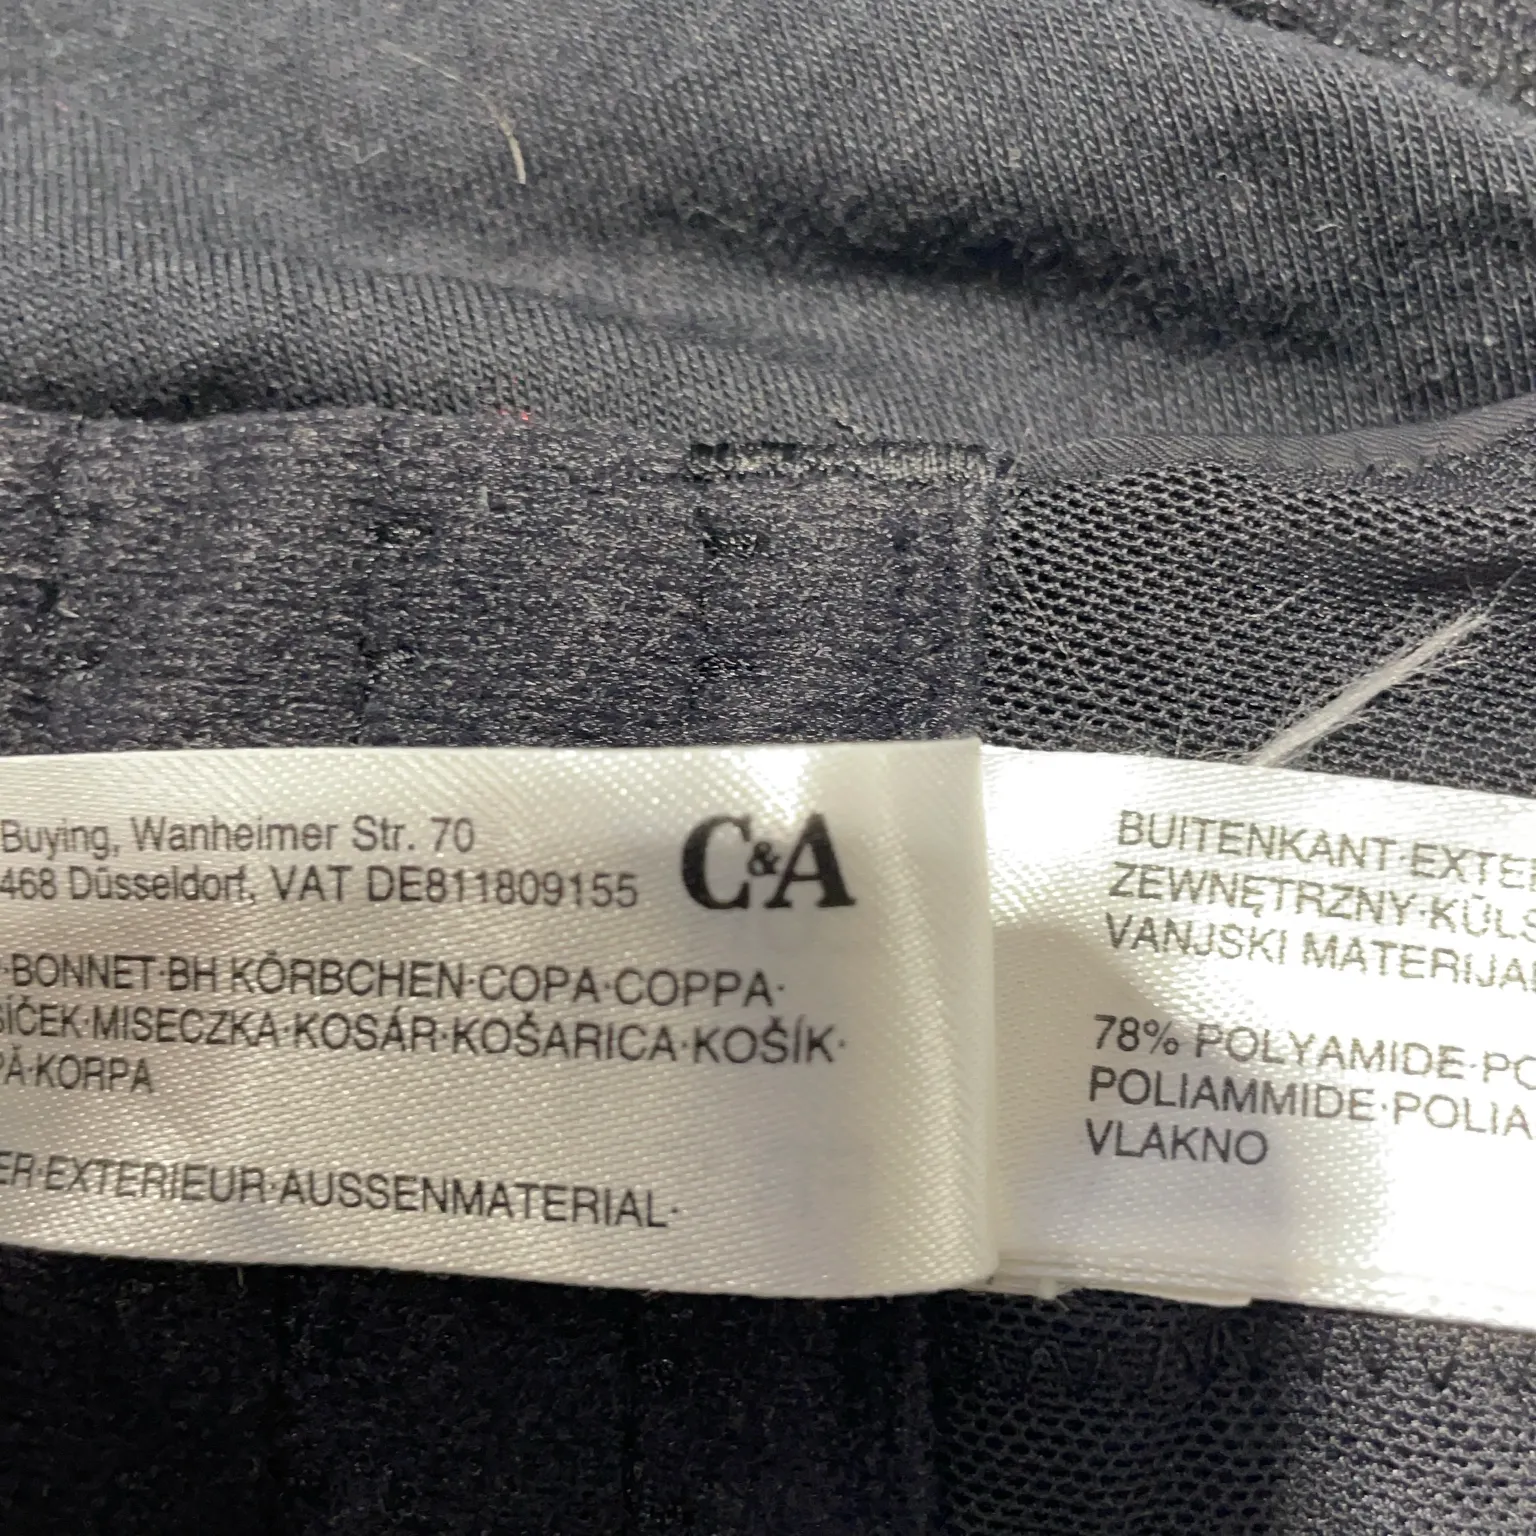 Buying, Wanheimer Str. 70
468 Düsseldorf, VAT DE811809155
C&A
·BONNET·BH KÖRBCHEN·COPA·COPPA·
SÍČEK·MISECZKA·KOSÁR·KOŠARICA·KOŠÍK·
PĂ·KORPA
ER·EXTERIEUR·AUSSENMATERIAL·
BUITENKANT·EXTE
ZEWNĘTRZNY·KÜLS
VANJSKI MATERIJA
78% POLYAMIDE·PO
POLIAMMIDE·POLIA
VLAKNO